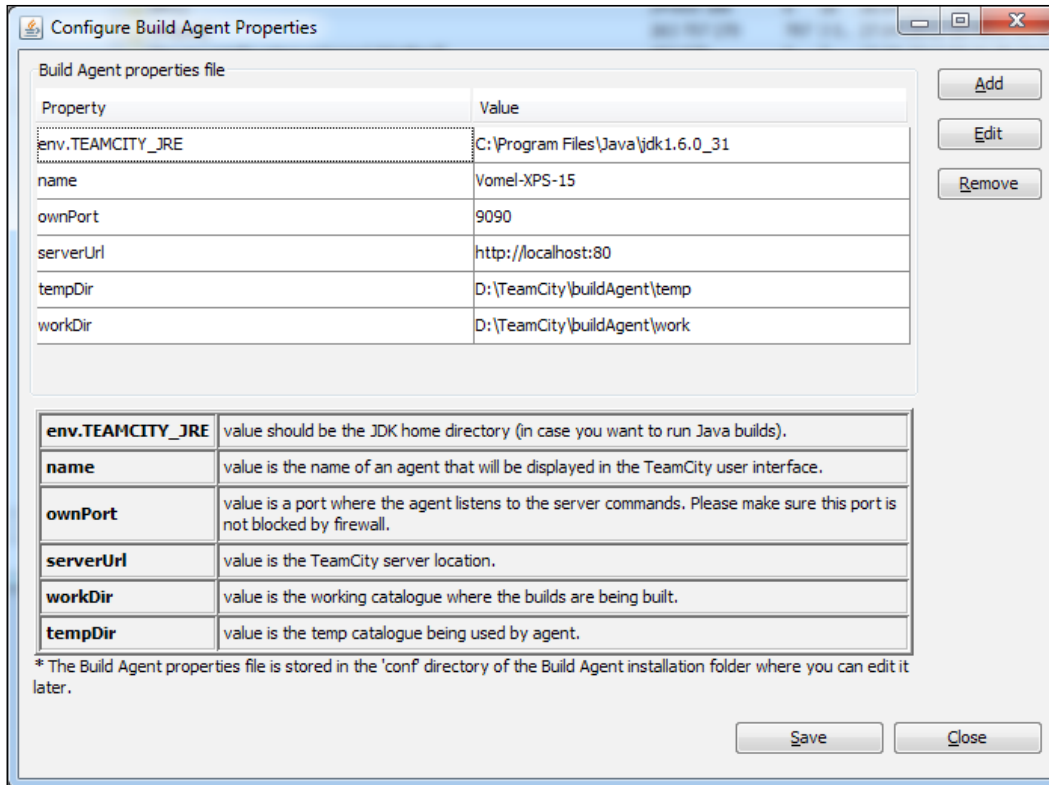 Configure Build Agent Properties
Build Agent properties file
Property Value
env.TEAMCITY_JRE C:\Program Files\Java\jdk1.6.0_31
name Vomel-XPS-15
ownPort 9090
serverUrl http://localhost:80
tempDir D:\TeamCity\buildAgent\temp
workDir D:\TeamCity\buildAgent\work
Add
Edit
Remove
env.TEAMCITY_JRE value should be the JDK home directory (in case you want to run Java builds).
name value is the name of an agent that will be displayed in the TeamCity user interface.
ownPort value is a port where the agent listens to the server commands. Please make sure this port is
not blocked by firewall.
serverUrl value is the TeamCity server location.
workDir value is the working catalogue where the builds are being built.
tempDir value is the temp catalogue being used by agent.
* The Build Agent properties file is stored in the 'conf' directory of the Build Agent installation folder where you can edit it
later.
Save Close